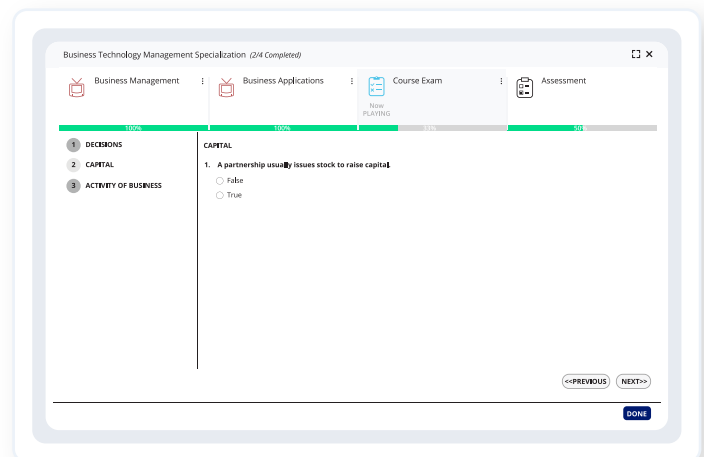 Business Technology Management Specialization (2/4 Completed)
Business Management
Business Applications
Course Exam
Assessment
Now
PLAYING
100%
100%
33%
50%
1 DECISIONS
2 CAPITAL
3 ACTIVITY OF BUSINESS
CAPITAL
1. A partnership usually issues stock to raise capital.
False
True
<<PREVIOUS
NEXT>>
DONE